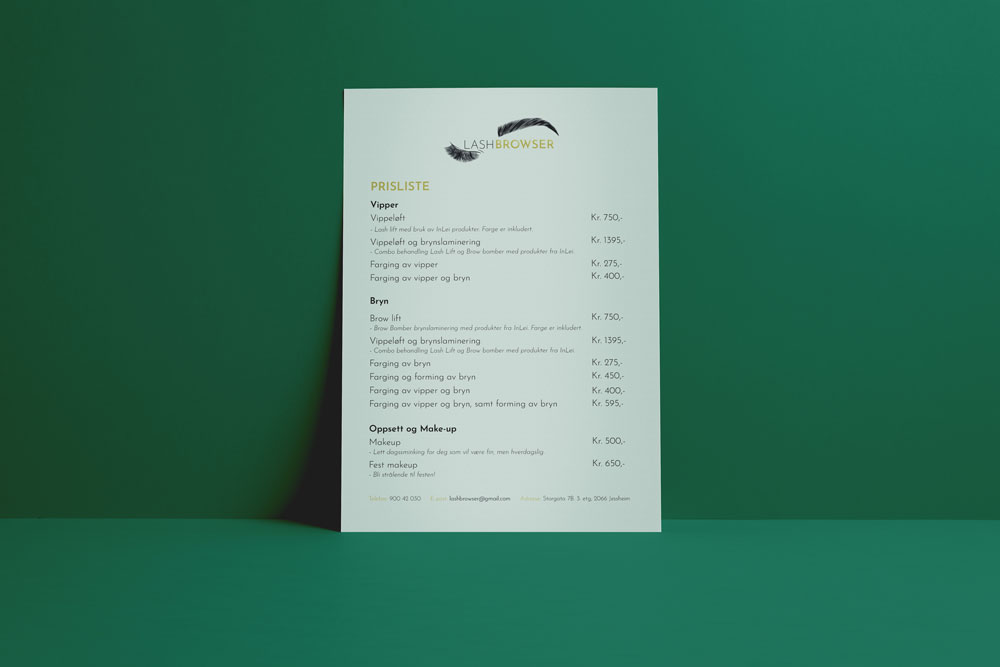 LASHBROWSER
PRISLISTE
Vipper
Vippeløft Kr. 750,-
- Lash lift med bruk av InLei produkter. Farge er inkludert.
Vippeløft og brynslaminering Kr. 1395,-
- Combo behandling Lash Lift og Brow bomber med produkter fra InLei.
Farging av vipper Kr. 275,-
Farging av vipper og bryn Kr. 400,-
Bryn
Brow lift Kr. 750,-
- Brow Bomber brynslaminering med produkter fra InLei. Farge er inkludert.
Vippeløft og brynslaminering Kr. 1395,-
- Combo behandling Lash Lift og Brow bomber med produkter fra InLei.
Farging av bryn Kr. 275,-
Farging og forming av bryn Kr. 450,-
Farging av vipper og bryn Kr. 400,-
Farging av vipper og bryn, samt forming av bryn Kr. 595,-
Oppsett og Make-up
Makeup Kr. 500,-
- Lett dagsminking for deg som vil være fin, men hverdagslig.
Fest makeup Kr. 650,-
- Bli strålende til festen!
Telefon: 900 42 030 E-post: lashbrowser@gmail.com Adresse: Storgata 7B, 3. etg, 2066 Jessheim